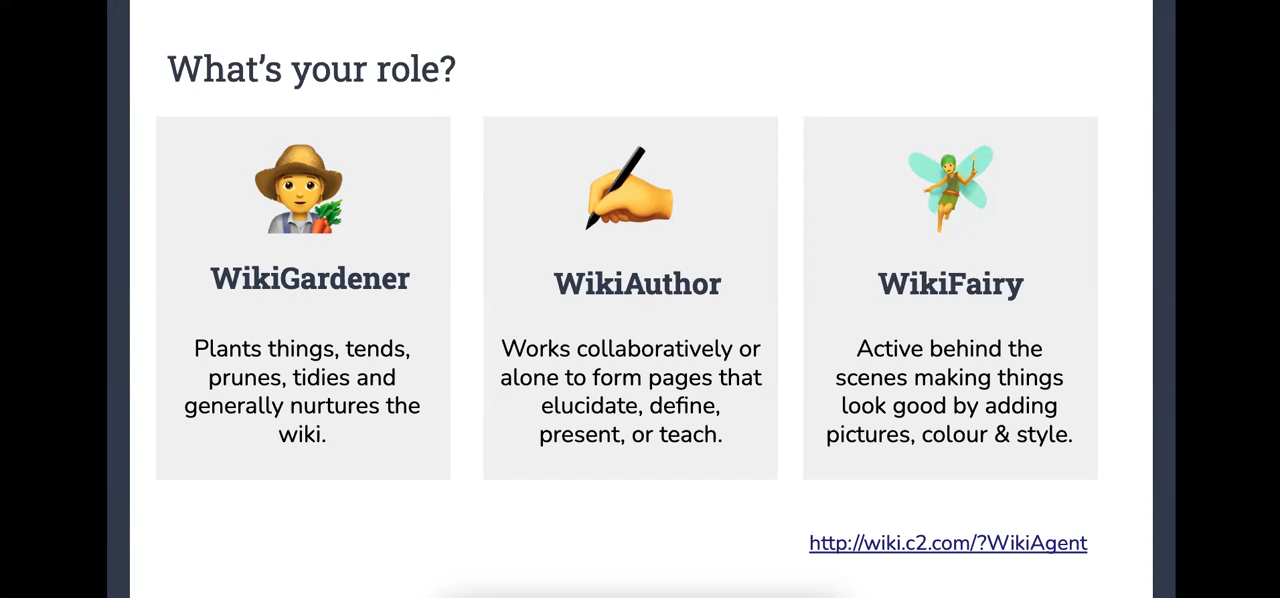 What's your role?
WikiGardener
Plants things, tends,
prunes, tidies and
generally nurtures the
wiki.
WikiAuthor
Works collaboratively or
alone to form pages that
elucidate, define,
present, or teach.
WikiFairy
Active behind the
scenes making things
look good by adding
pictures, colour & style.
http://wiki.c2.com/?WikiAgent